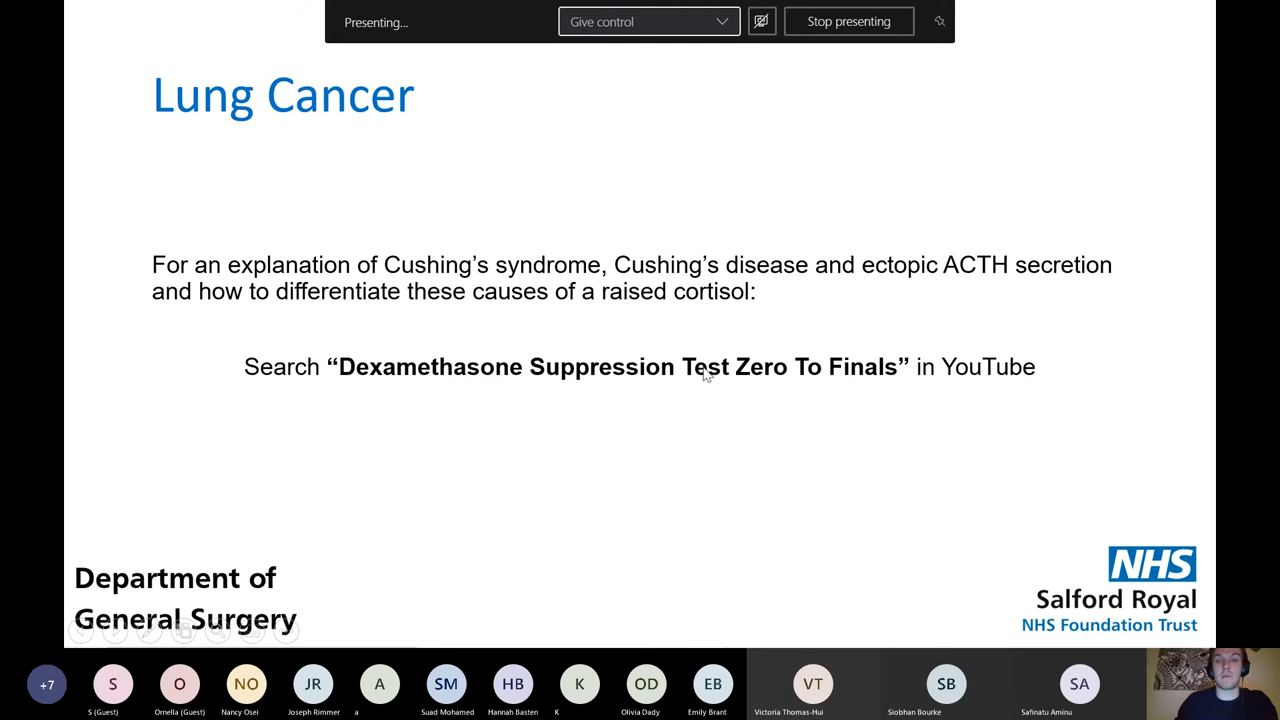 Presenting...
Give control
Stop presenting
Lung Cancer
For an explanation of Cushing’s syndrome, Cushing’s disease and ectopic ACTH secretion
and how to differentiate these causes of a raised cortisol:
Search “Dexamethasone Suppression Test Zero To Finals” in YouTube
Department of
General Surgery
NHS
Salford Royal
NHS Foundation Trust
+7
S
O
NO
JR
A
SM
HB
K
OD
EB
VT
SB
SA
S (Guest)
Ornella (Guest)
Nancy Osei
Joseph Rimmer
a
Suad Mohamed
Hannah Basten
K
Olivia Dady
Emily Brant
Victoria Thomas-Hui
Siobhan Bourke
Safinatu Aminu